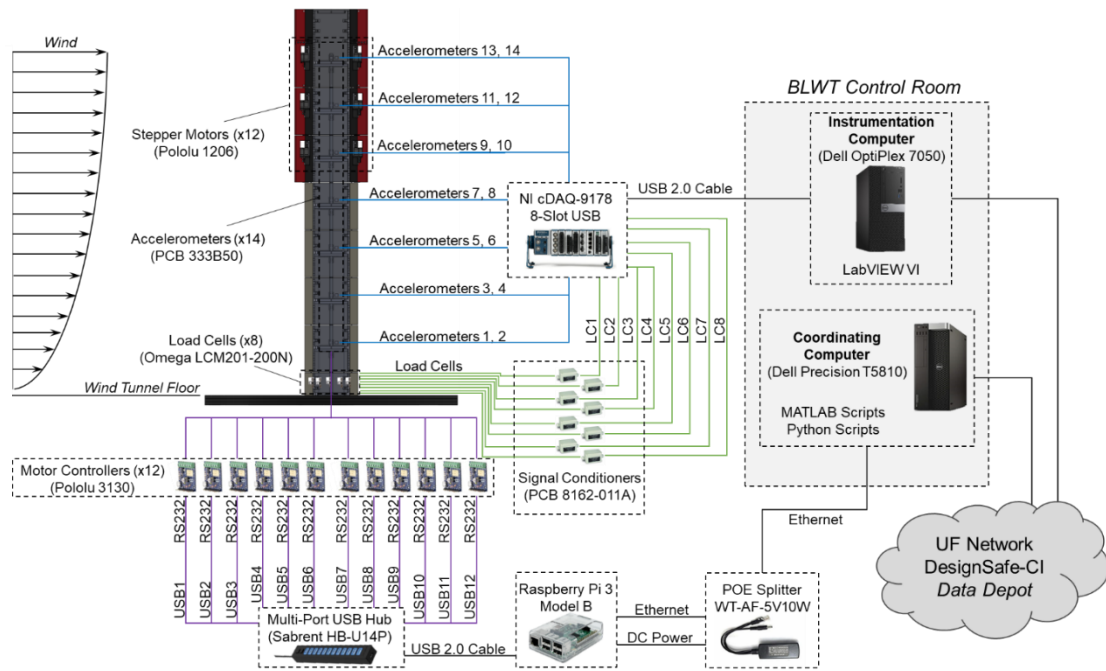 Wind
Accelerometers 13, 14
Accelerometers 11, 12
Stepper Motors (x12)
(Pololu 1206)
Accelerometers 9, 10
Accelerometers 7, 8
Accelerometers (x14)
(PCB 333B50)
Accelerometers 5, 6
Accelerometers 3, 4
Load Cells (x8)
(Omega LCM201-200N)
Accelerometers 1, 2
Wind Tunnel Floor
Load Cells
NI cDAQ-9178
8-Slot USB
USB 2.0 Cable
LC1
LC2
LC3
LC4
LC5
LC6
LC7
LC8
Signal Conditioners
(PCB 8162-011A)
BLWT Control Room
Instrumentation
Computer
(Dell OptiPlex 7050)
LabVIEW VI
Coordinating
Computer
(Dell Precision T5810)
MATLAB Scripts
Python Scripts
Ethernet
UF Network
DesignSafe-CI
Data Depot
Motor Controllers (x12)
(Pololu 3130)
RS232
RS232
RS232
RS232
RS232
RS232
RS232
RS232
RS232
RS232
RS232
RS232
USB1
USB2
USB3
USB4
USB5
USB6
USB7
USB8
USB9
USB10
USB11
USB12
Multi-Port USB Hub
(Sabrent HB-U14P)
USB 2.0 Cable
Raspberry Pi 3
Model B
Ethernet
DC Power
POE Splitter
WT-AF-5V10W